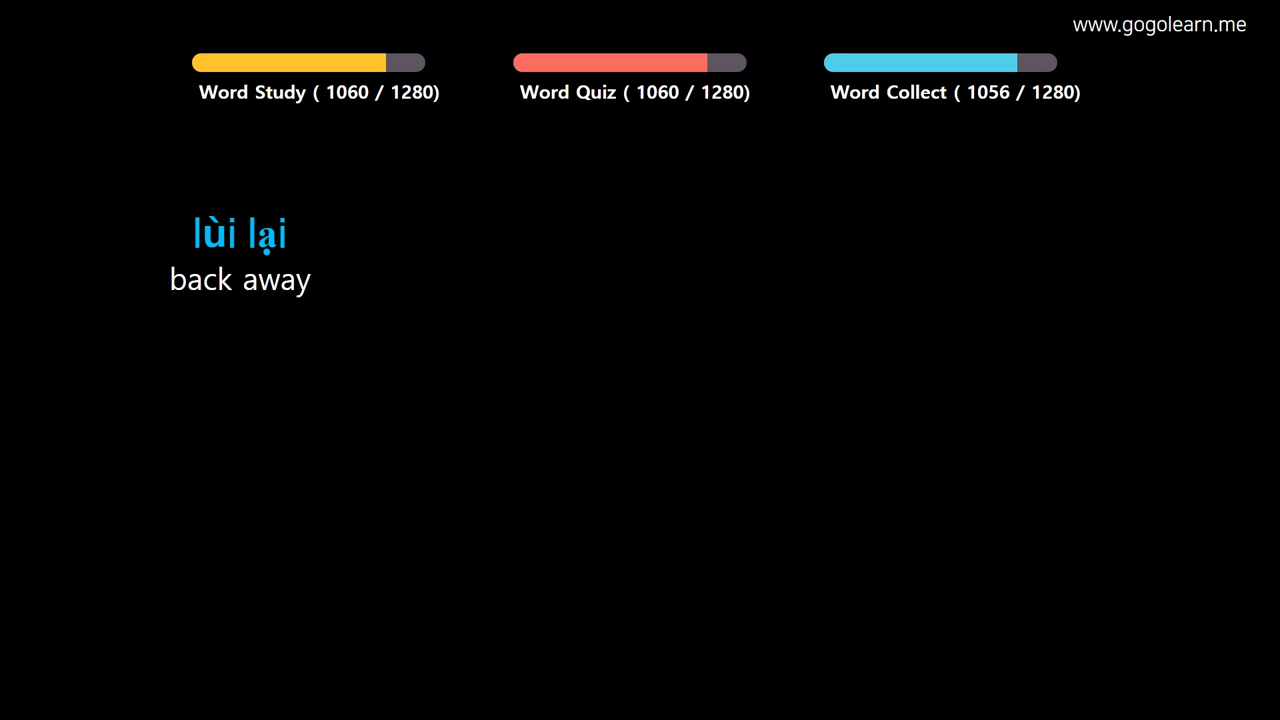 www.gogolearn.me
Word Study ( 1060 / 1280)
Word Quiz ( 1060 / 1280)
Word Collect ( 1056 / 1280)
lùi lại
back away